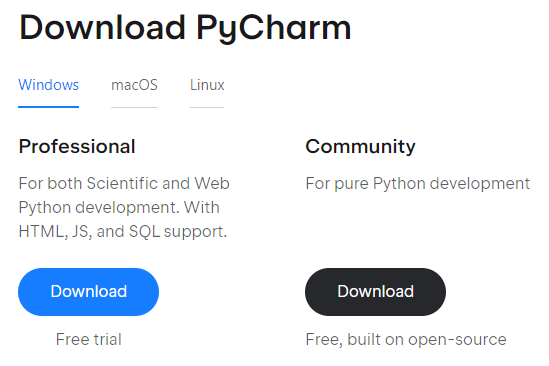 Download PyCharm
Windows macOS Linux
Professional
For both Scientific and Web
Python development. With
HTML, JS, and SQL support.
Download
Free trial
Community
For pure Python development
Download
Free, built on open-source